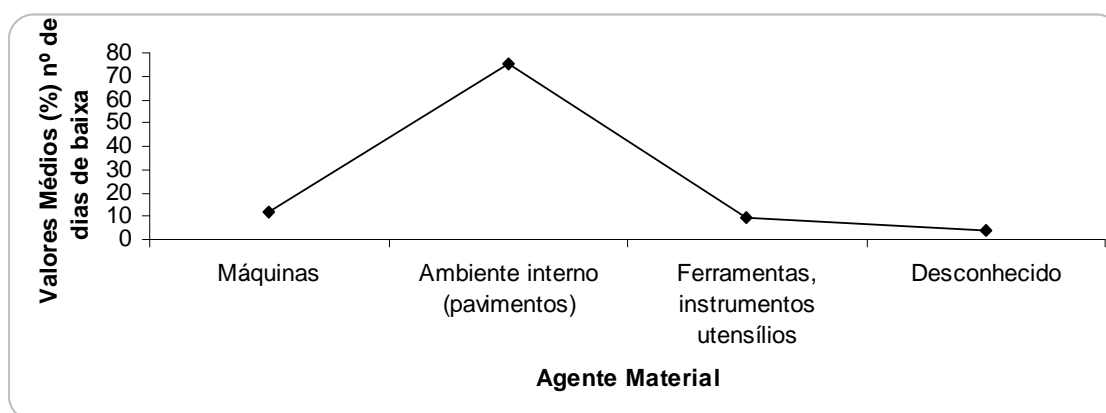 Valores Médios (%) nº de
dias de baixa
80
70
60
50
40
30
20
10
0
Máquinas
Ambiente interno
(pavimentos)
Ferramentas,
instrumentos
utensílios
Desconhecido
Agente Material